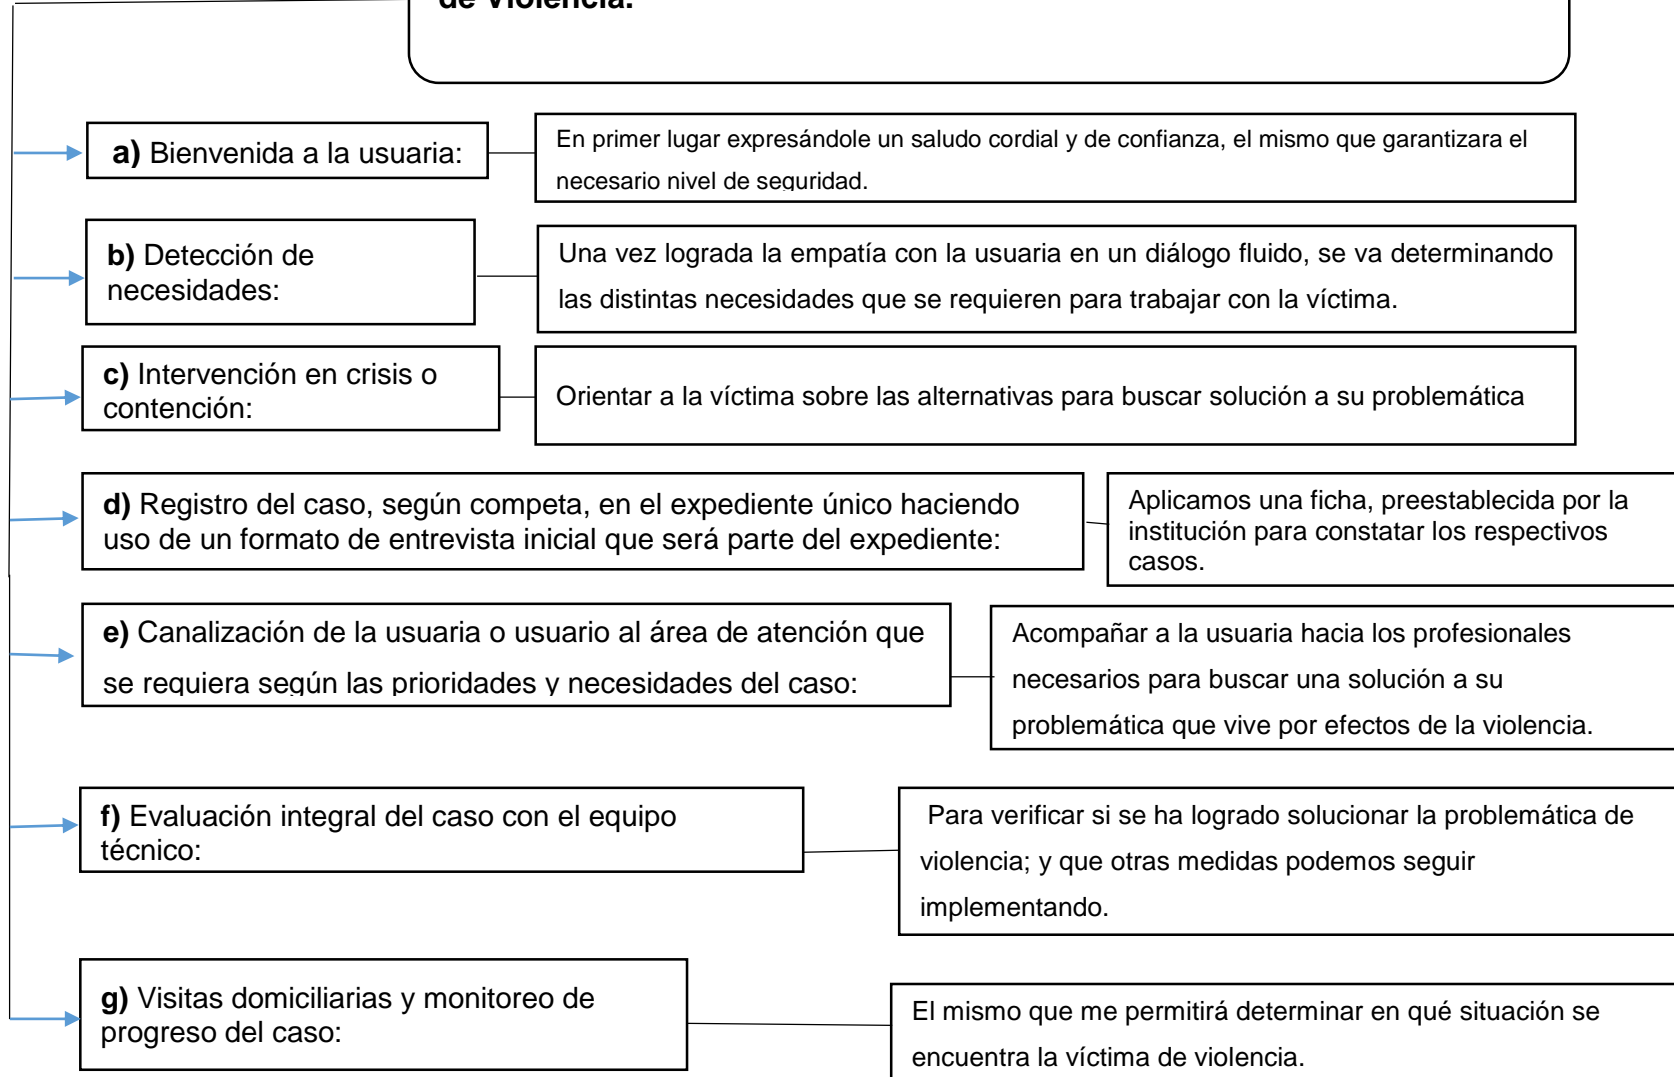 de Violencia.
a) Bienvenida a la usuaria:
En primer lugar expresándole un saludo cordial y de confianza, el mismo que garantizara el
necesario nivel de seguridad.
b) Detección de
necesidades:
Una vez lograda la empatía con la usuaria en un diálogo fluido, se va determinando
las distintas necesidades que se requieren para trabajar con la víctima.
c) Intervención en crisis o
contención:
Orientar a la víctima sobre las alternativas para buscar solución a su problemática
d) Registro del caso, según competa, en el expediente único haciendo
uso de un formato de entrevista inicial que será parte del expediente:
Aplicamos una ficha, preestablecida por la
institución para constatar los respectivos
casos.
e) Canalización de la usuaria o usuario al área de atención que
se requiera según las prioridades y necesidades del caso:
Acompañar a la usuaria hacia los profesionales
necesarios para buscar una solución a su
problemática que vive por efectos de la violencia.
f) Evaluación integral del caso con el equipo
técnico:
Para verificar si se ha logrado solucionar la problemática de
violencia; y que otras medidas podemos seguir
implementando.
g) Visitas domiciliarias y monitoreo de
progreso del caso:
El mismo que me permitirá determinar en qué situación se
encuentra la víctima de violencia.